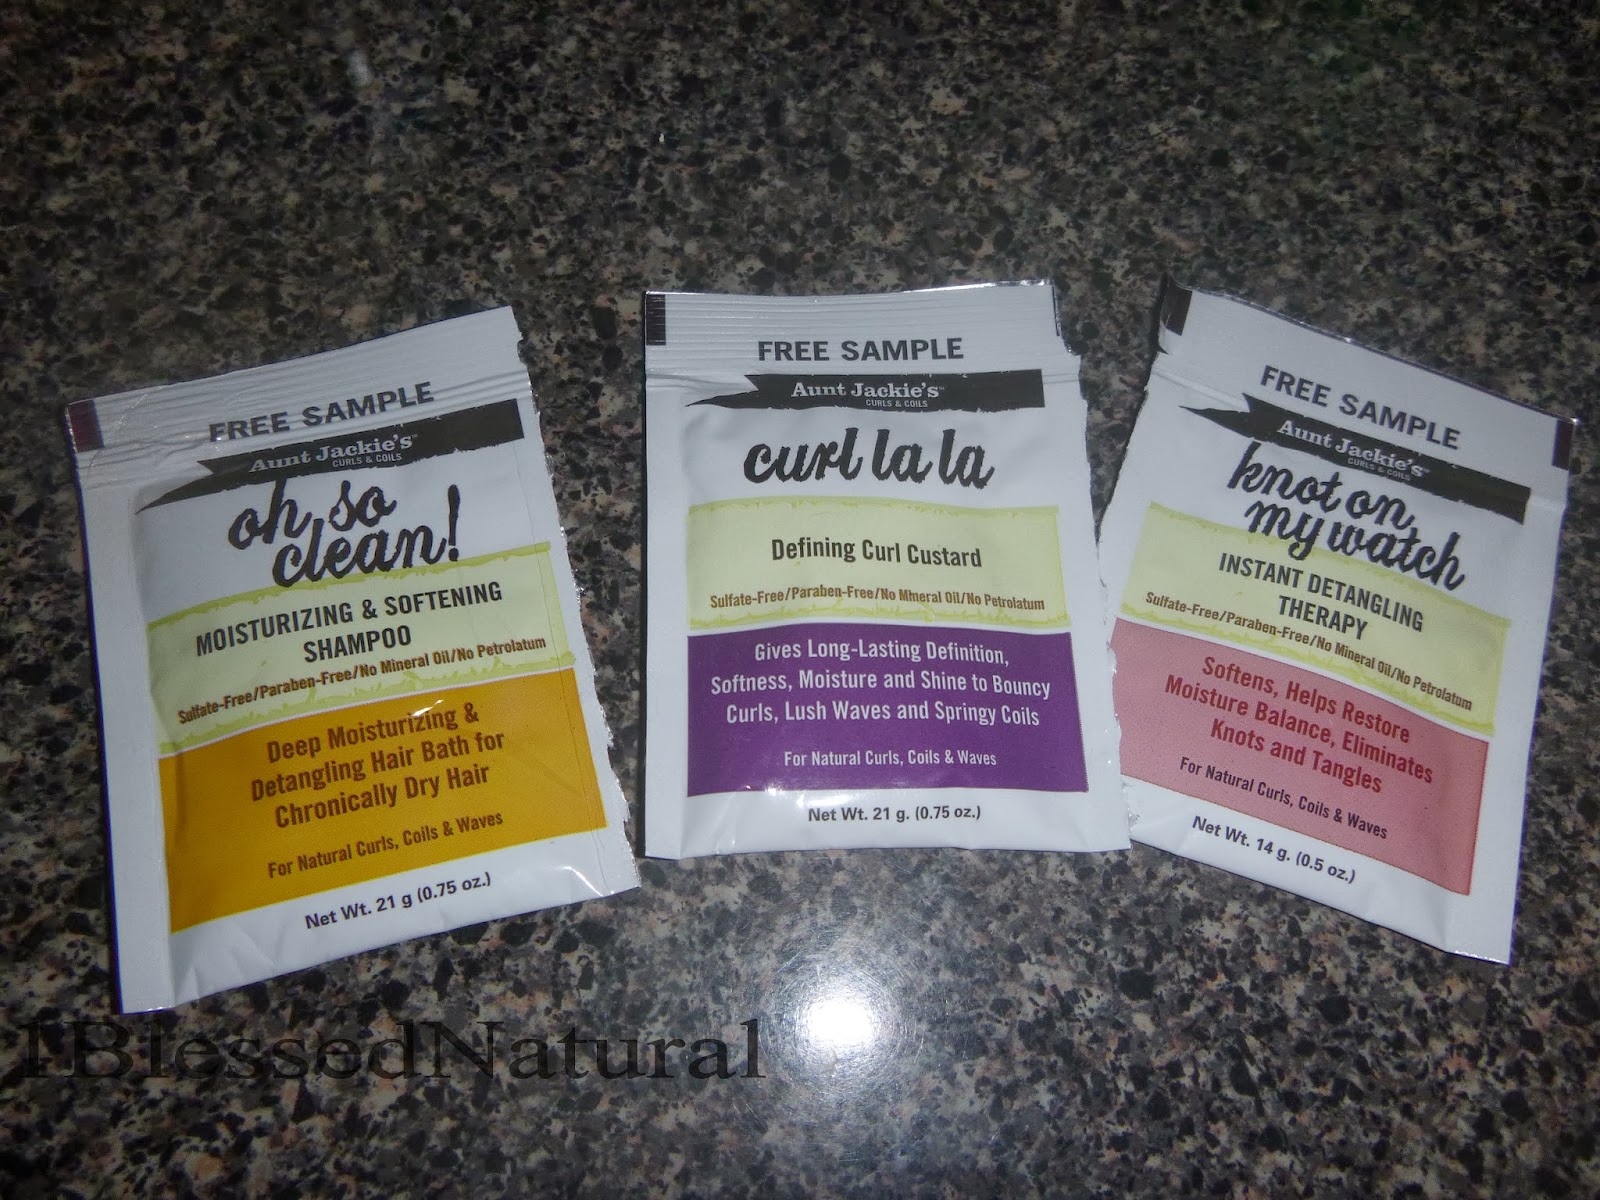 FREE SAMPLE
Aunt Jackie's™
CURLS & COILS
oh so
clean!
MOISTURIZING & SOFTENING
SHAMPOO
Sulfate-Free/Paraben-Free/No Mineral Oil/No Petrolatum
Deep Moisturizing &
Detangling Hair Bath for
Chronically Dry Hair
For Natural Curls, Coils & Waves
Net Wt. 21 g (0.75 oz.)
FREE SAMPLE
Aunt Jackie's™
CURLS & COILS
curl la la
Defining Curl Custard
Sulfate-Free/Paraben-Free/No Mineral Oil/No Petrolatum
Gives Long-Lasting Definition,
Softness, Moisture and Shine to Bouncy
Curls, Lush Waves and Springy Coils
For Natural Curls, Coils & Waves
Net Wt. 21 g. (0.75 oz.)
FREE SAMPLE
Aunt Jackie's™
CURLS & COILS
knot on
my watch
INSTANT DETANGLING
THERAPY
Sulfate-Free/Paraben-Free/No Mineral Oil/No Petrolatum
Softens, Helps Restore
Moisture Balance, Eliminates
Knots and Tangles
For Natural Curls, Coils & Waves
Net Wt. 14 g. (0.5 oz.)
1BlessedNatural